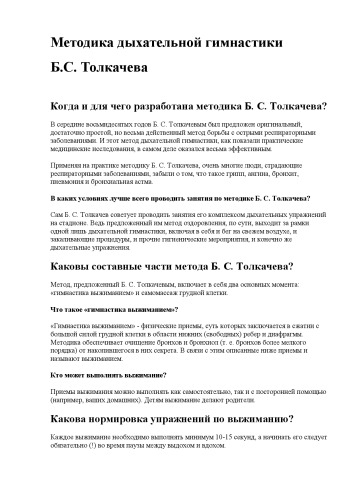 Методика дыхательной гимнастики
Б.С. Толкачева
Когда и для чего разработана методика Б. С. Толкачева?
В середине восьмидесятых годов Б. С. Толкачевым был предложен оригинальный,
достаточно простой, но весьма действенный метод борьбы с острыми респираторными
заболеваниями. И этот метод дыхательной гимнастики, как показали практические
медицинские исследования, в самом деле оказался весьма эффективным.
Применяя на практике методику Б. С. Толкачева, очень многие люди, страдающие
респираторными заболеваниями, забыли о том, что такое грипп, ангина, бронхит,
пневмония и бронхиальная астма.
В каких условиях лучше всего проводить занятия по методике Б. С. Толкачева?
Сам Б. С. Толкачев советует проводить занятия его комплексом дыхательных упражнений
на стадионе. Ведь предложенный им метод оздоровления, по сути, выходит за рамки
одной лишь дыхательной гимнастики, включая в себя и бег на свежем воздухе, и
закаливающие процедуры, и прочие гигиенические мероприятия, и конечно же
дыхательные упражнения.
Каковы составные части метода Б. С. Толкачева?
Метод, предложенный Б. С. Толкачевым, включает в себя два основных момента:
«гимнастика выжиманием» и самомассаж грудной клетки.
Что такое «гимнастика выжиманием»?
«Гимнастика выжиманием» - физические приемы, суть которых заключается в сжатии с
большой силой грудной клетки в области нижних (свободных) ребер и диафрагмы.
Методика обеспечивает очищение бронхов и бронхиол (т. е. бронхов более мелкого
порядка) от накопившегося в них секрета. В связи с этим описанные ниже приемы и
называют выжиманием.
Кто может выполнять выжимание?
Приемы выжимания можно выполнять как самостоятельно, так и с посторонней помощью
(например, ваших домашних). Детям выжимание делают родители.
Какова нормировка упражнений по выжиманию?
Каждое выжимание необходимо выполнять минимум 10-15 секунд, а начинать его следует
обязательно (!) во время паузы между выдохом и вдохом.